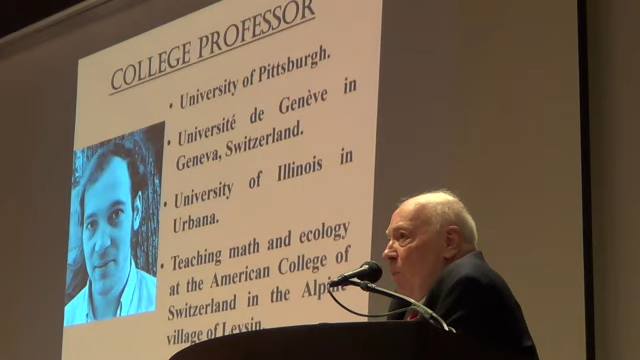 COLLEGE PROFESSOR
• University of Pittsburgh.
• Université de Genève in
Geneva, Switzerland.
• University of Illinois in
Urbana.
• Teaching math and ecology
at the American College of
Switzerland in the Alpine
village of Leysin.